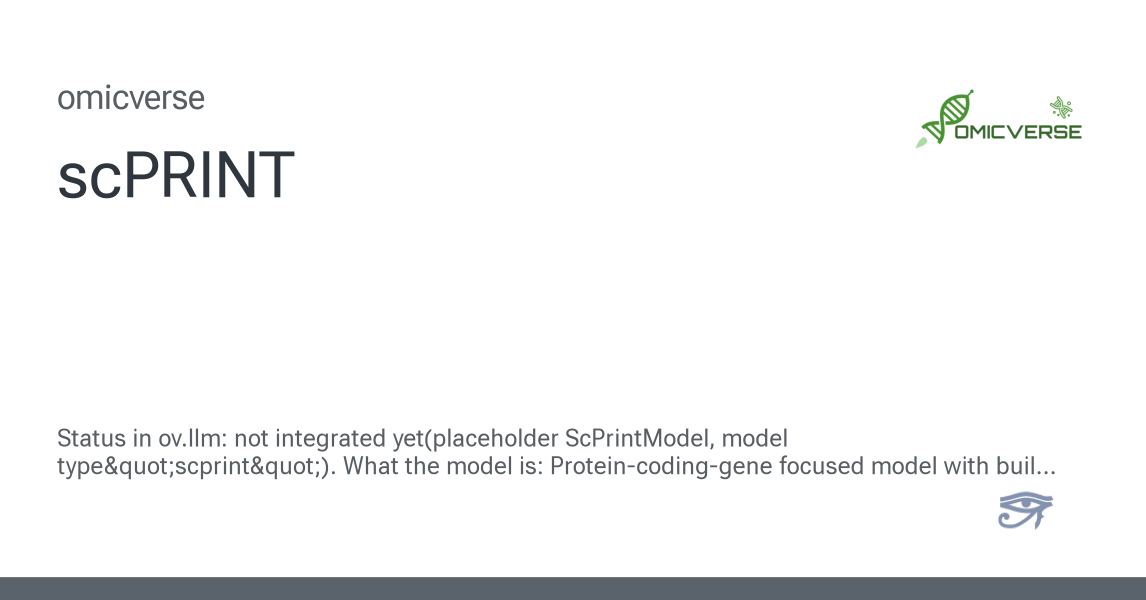 omicverse
OMICVERSE
scPRINT
Status in ov.llm: not integrated yet(placeholder ScPrintModel, model
type&quot;scprint&quot;). What the model is: Protein-coding-gene focused model with buil...